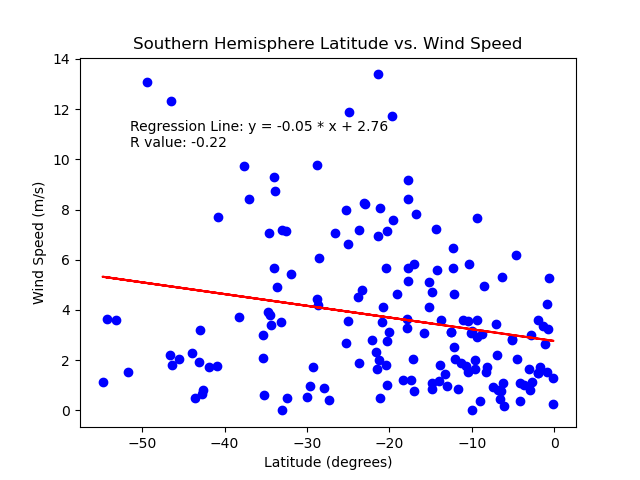 Southern Hemisphere Latitude vs. Wind Speed
14
12
10
8
6
4
2
0
Wind Speed (m/s)
Regression Line: y = -0.05 * x + 2.76
R value: -0.22
−50 −40 −30 −20 −10 0
Latitude (degrees)